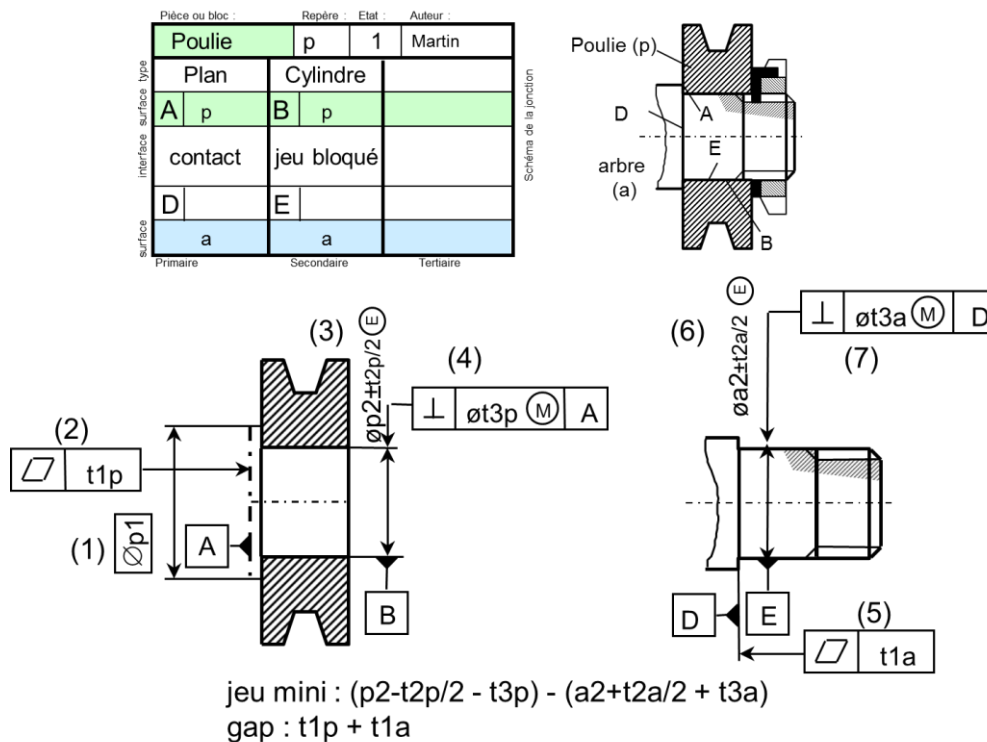 Pièce ou bloc : Repère : Etat : Auteur :
Poulie p 1 Martin
surface type
Plan Cylindre
A p B p
interface
contact jeu bloqué
D E
surface
a a
Primaire Secondaire Tertiaire
Schéma de la jonction
Poulie (p)
D
A
E
arbre
(a)
B
(3)
øp2±t2p/2 Ⓔ
(4)
⊥ øt3p Ⓜ A
(2)
⏥ t1p
(1) Øp1
A
B
(6)
øa2±t2a/2 Ⓔ
⊥ øt3a Ⓜ D
(7)
D
E
(5)
⏥ t1a
jeu mini : (p2-t2p/2 - t3p) - (a2+t2a/2 + t3a)
gap : t1p + t1a